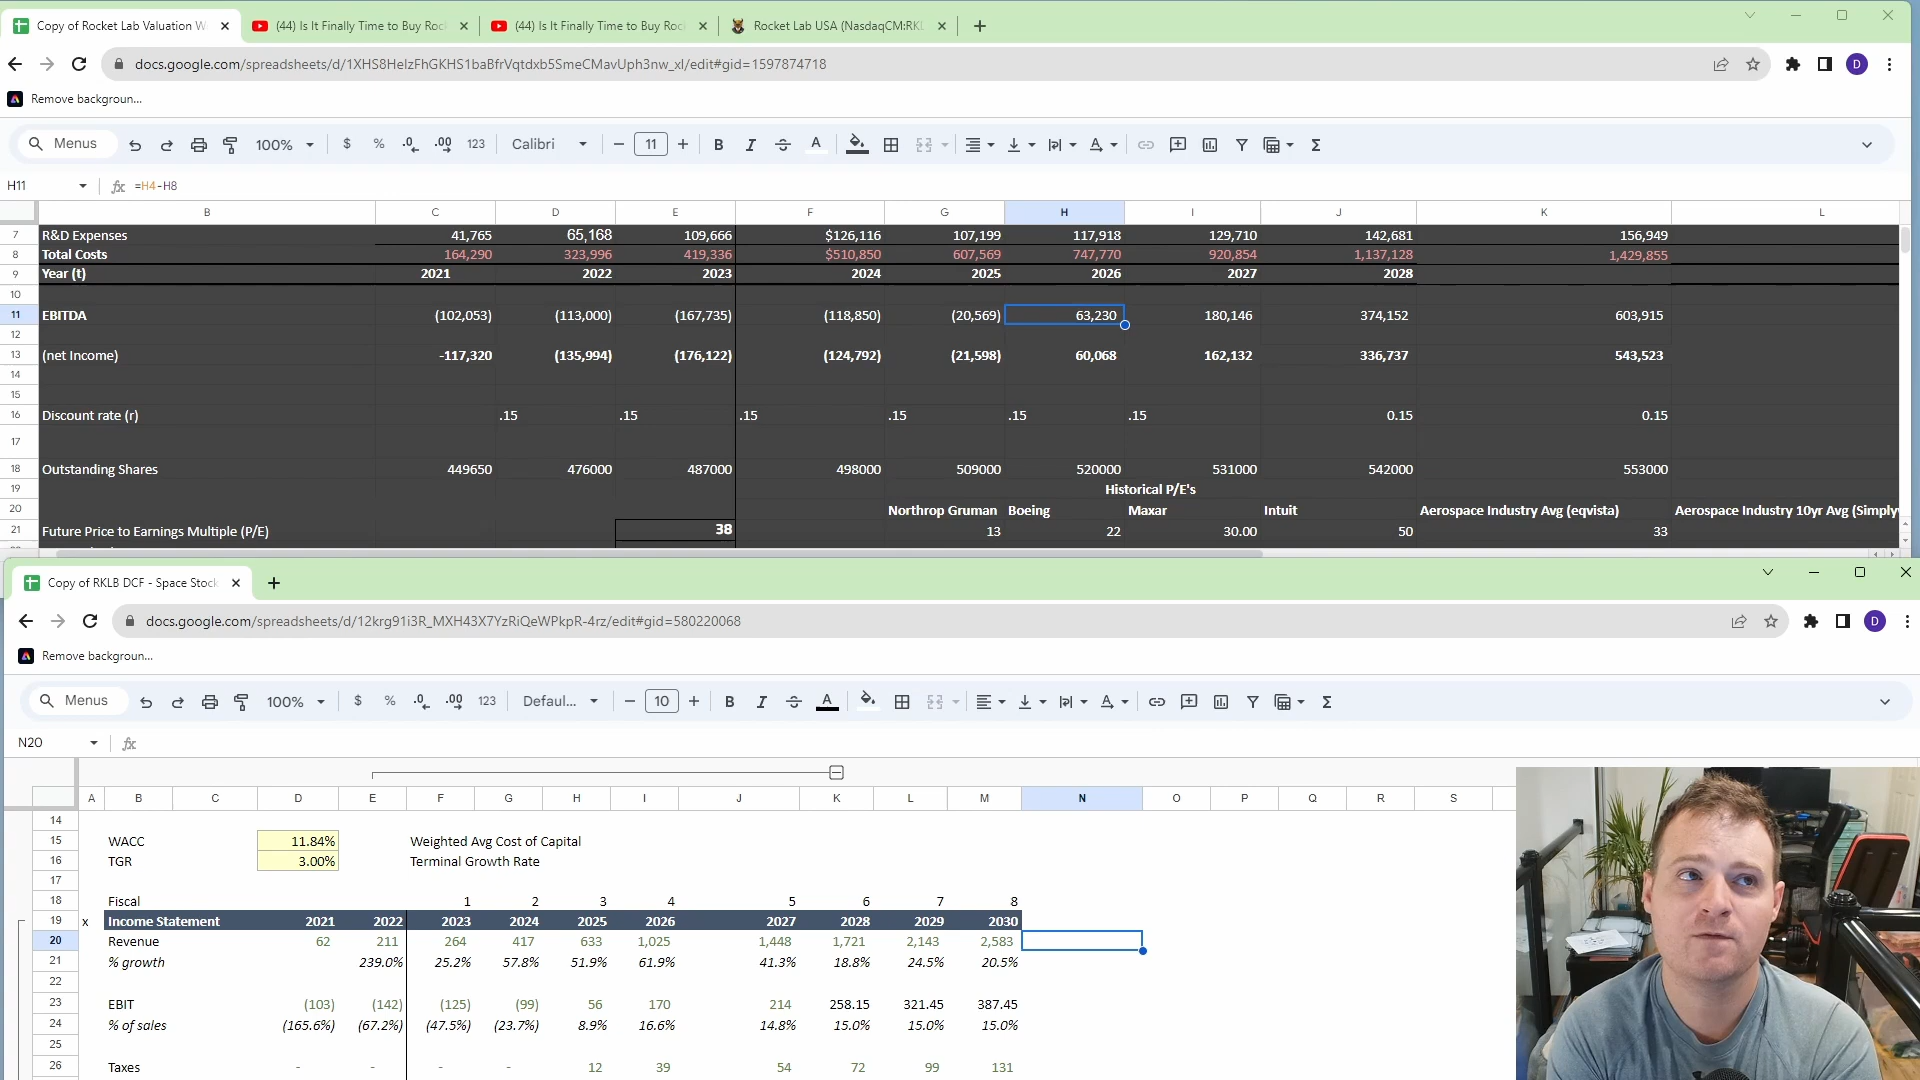 Copy of Rocket Lab Valuation W
(44) Is It Finally Time to Buy Roc
(44) Is It Finally Time to Buy Roc
Rocket Lab USA (NasdaqCM:RKL
docs.google.com/spreadsheets/d/1XHS8HelzFhGKHS1baBfrVqtdxb5SmeCMavUph3nw_xl/edit#gid=1597874718
D
Remove backgroun...
Menus 100% $ % .0 .00 123 Calibri 11 B I A Σ
H11 fx =H4-H8
B C D E F G H I J K L
7 R&D Expenses 41,765 65,168 109,666 $126,116 107,199 117,918 129,710 142,681 156,949
8 Total Costs 164,290 323,996 419,336 $510,850 607,569 747,770 920,854 1,137,128 1,429,855
9 Year (t) 2021 2022 2023 2024 2025 2026 2027 2028
10
11 EBITDA (102,053) (113,000) (167,735) (118,850) (20,569) 63,230 180,146 374,152 603,915
12
13 (net Income) -117,320 (135,994) (176,122) (124,792) (21,598) 60,068 162,132 336,737 543,523
14
15
16 Discount rate (r) .15 .15 .15 .15 .15 .15 0.15 0.15
17
18 Outstanding Shares 449650 476000 487000 498000 509000 520000 531000 542000 553000
19 Historical P/E's
20 Northrop Gruman Boeing Maxar Intuit Aerospace Industry Avg (eqvista) Aerospace Industry 10yr Avg (Simplyw
21 Future Price to Earnings Multiple (P/E) 38 13 22 30.00 50 33
Copy of RKLB DCF - Space Stock
docs.google.com/spreadsheets/d/12krg91i3R_MXH43X7YzRiQeWPkpR-4rz/edit#gid=580220068
D
Remove backgroun...
Menus 100% $ % .0 .00 123 Defaul... 10 B I A Σ
N20 fx
A B C D E F G H I J K L M N O P Q R S
14
15 WACC 11.84% Weighted Avg Cost of Capital
16 TGR 3.00% Terminal Growth Rate
17
18 Fiscal 1 2 3 4 5 6 7 8
19 x Income Statement 2021 2022 2023 2024 2025 2026 2027 2028 2029 2030
20 Revenue 62 211 264 417 633 1,025 1,448 1,721 2,143 2,583
21 % growth 239.0% 25.2% 57.8% 51.9% 61.9% 41.3% 18.8% 24.5% 20.5%
22
23 EBIT (103) (142) (125) (99) 56 170 214 258.15 321.45 387.45
24 % of sales (165.6%) (67.2%) (47.5%) (23.7%) 8.9% 16.6% 14.8% 15.0% 15.0% 15.0%
25
26 Taxes - - - - 12 39 54 72 99 131